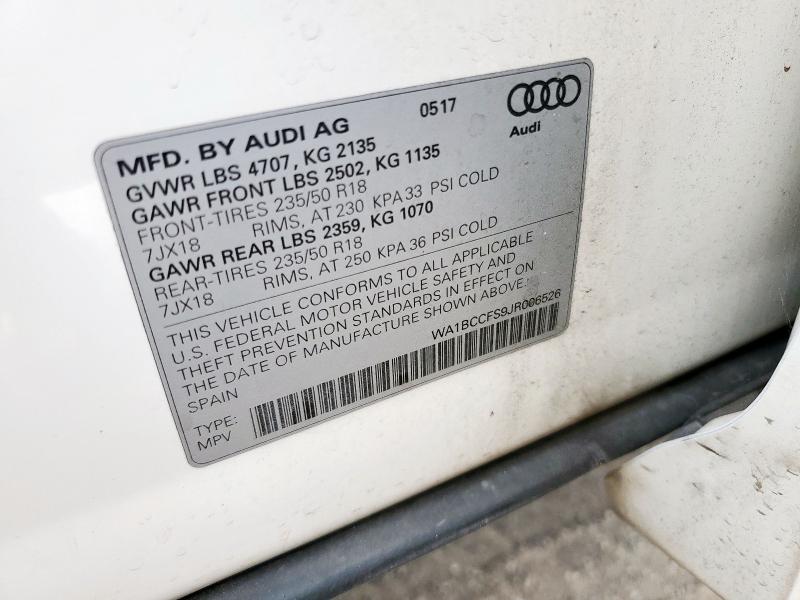 MFD. BY AUDI AG 0517
Audi
GVWR LBS 4707, KG 2135
GAWR FRONT LBS 2502, KG 1135
FRONT-TIRES 235/50 R18
7JX18 RIMS, AT 230 KPA 33 PSI COLD
GAWR REAR LBS 2359, KG 1070
REAR-TIRES 235/50 R18
7JX18 RIMS, AT 250 KPA 36 PSI COLD
THIS VEHICLE CONFORMS TO ALL APPLICABLE
U.S. FEDERAL MOTOR VEHICLE SAFETY AND
THEFT PREVENTION STANDARDS IN EFFECT ON
THE DATE OF MANUFACTURE SHOWN ABOVE.
SPAIN WA1BCCFS9JR006526
TYPE:
MPV